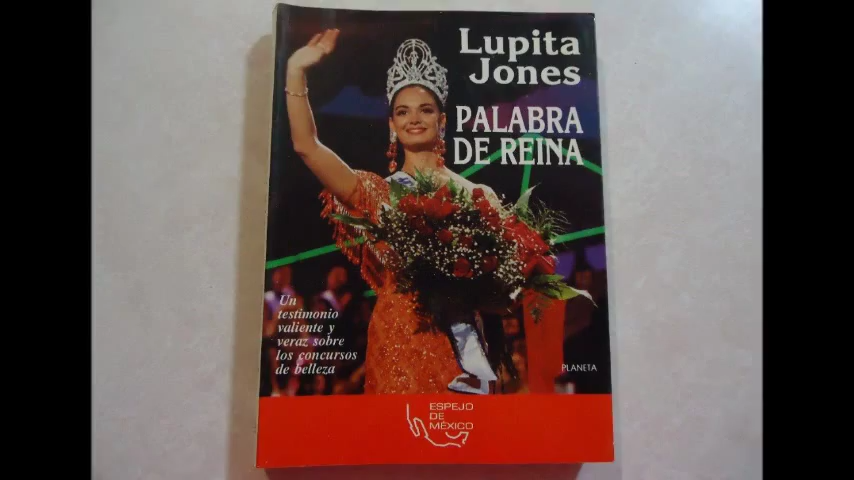 Lupita
Jones
PALABRA
DE REINA
Un
testimonio
valiente y
veraz sobre
los concursos
de belleza
PLANETA
ESPEJO
DE
MÉXICO